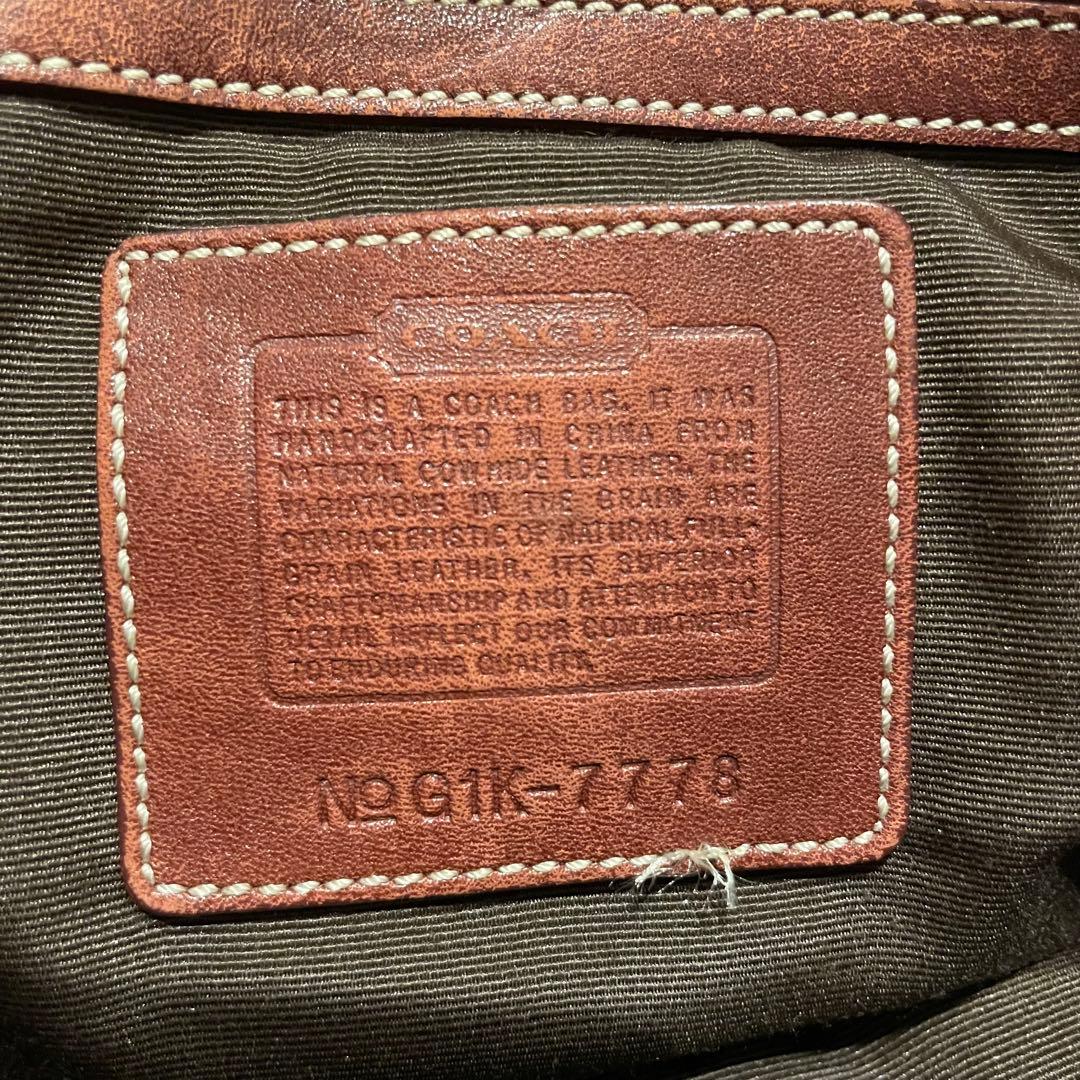 COACH
THIS IS A COACH BAG. IT WAS
HANDCRAFTED IN CHINA FROM
NATURAL COWHIDE LEATHER. THE
VARIATIONS IN THE GRAIN ARE
CHARACTERISTIC OF NATURAL FULL-
GRAIN LEATHER. ITS SUPERIOR
CRAFTSMANSHIP AND ATTENTION TO
DETAIL REFLECT OUR COMMITMENT
TO ENDURING QUALITY.
No G1K-7778